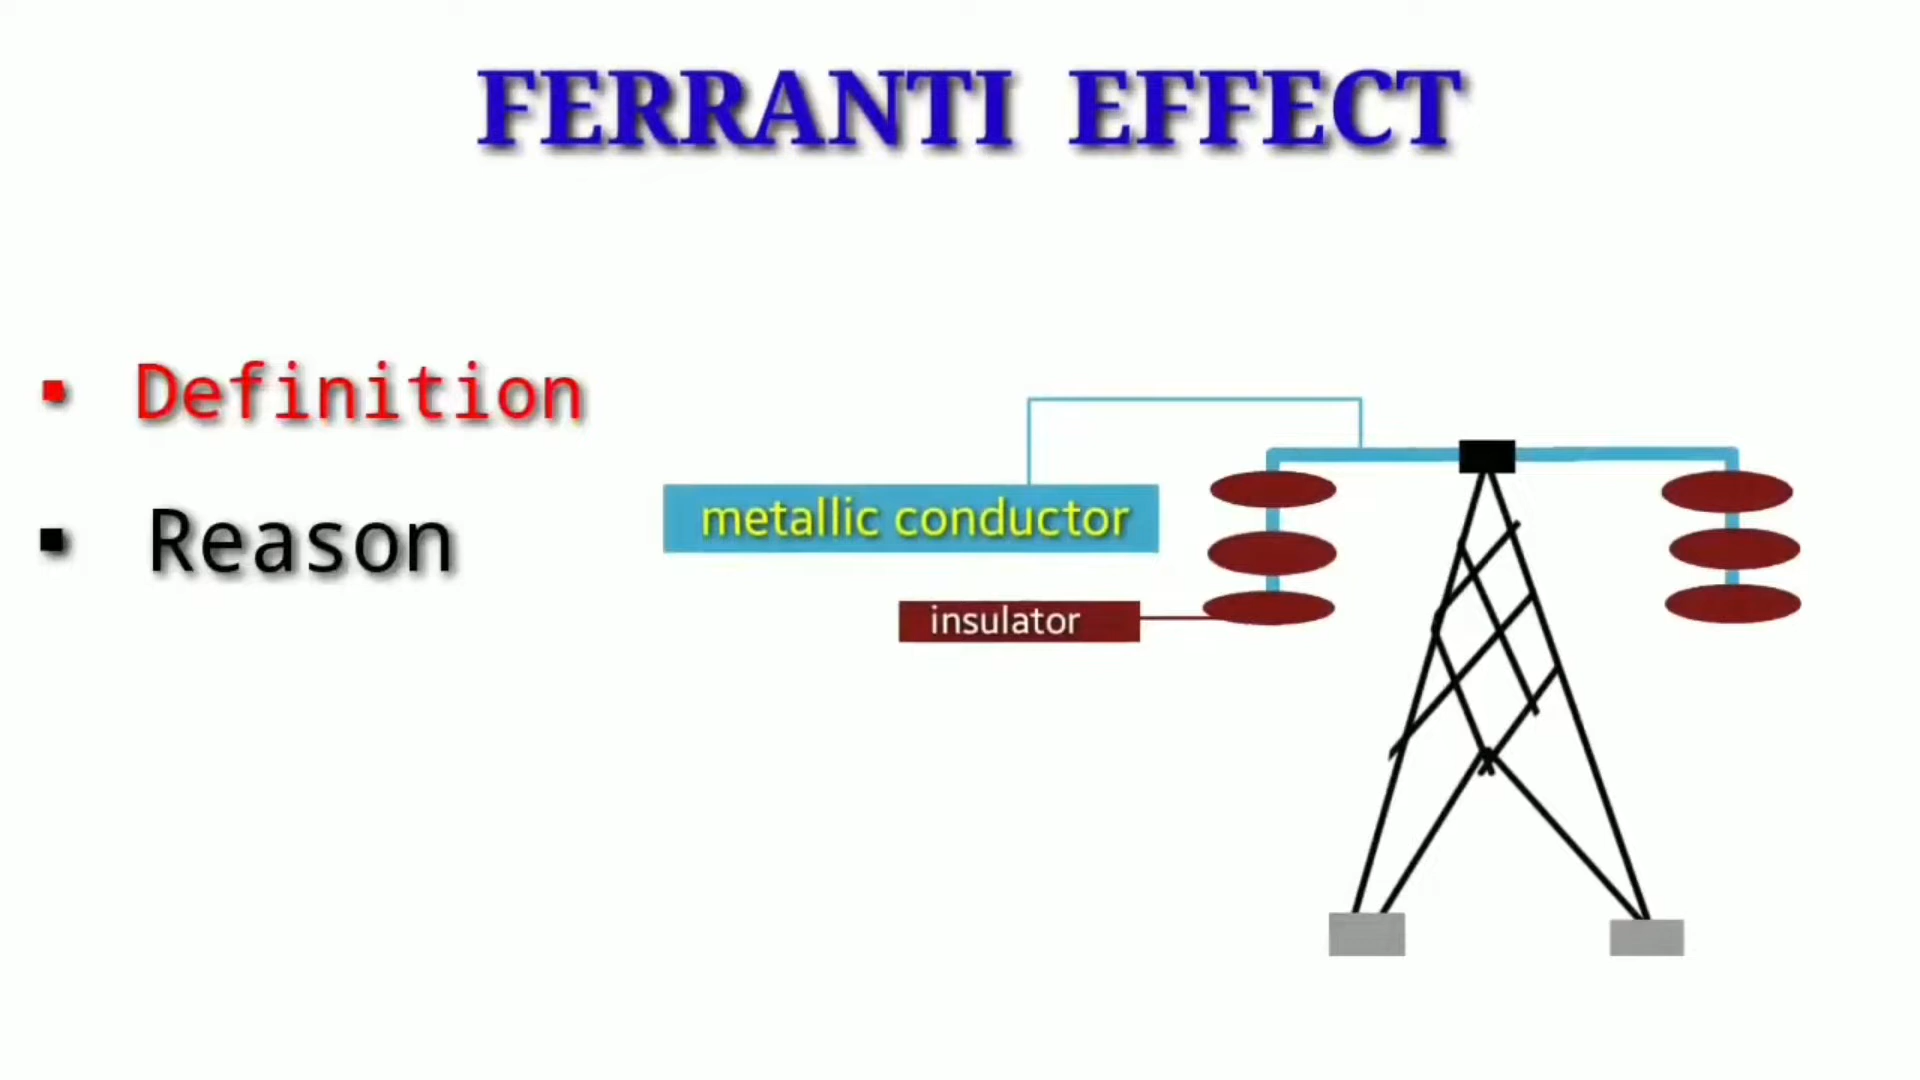 FERRANTI EFFECT
Definition
Reason
metallic conductor
insulator